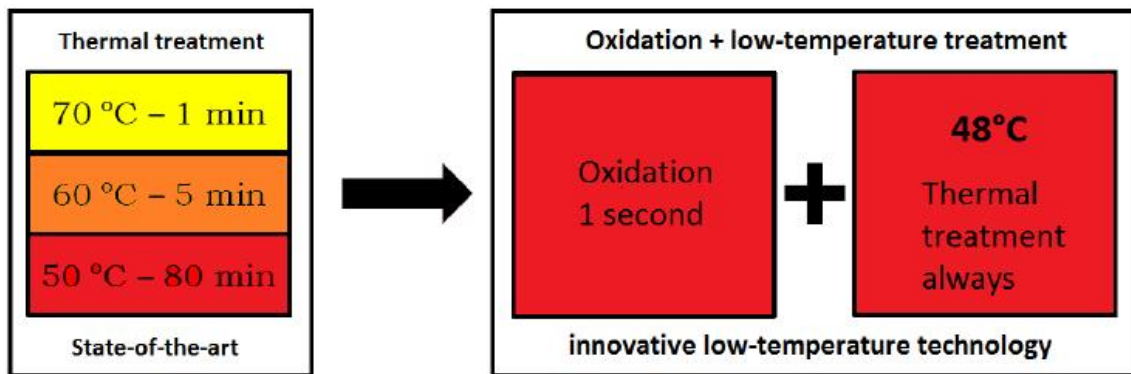 Thermal treatment
70 °C – 1 min
60 °C – 5 min
50 °C – 80 min
State-of-the-art
Oxidation + low-temperature treatment
Oxidation
1 second
+
48°C
Thermal
treatment
always
innovative low-temperature technology